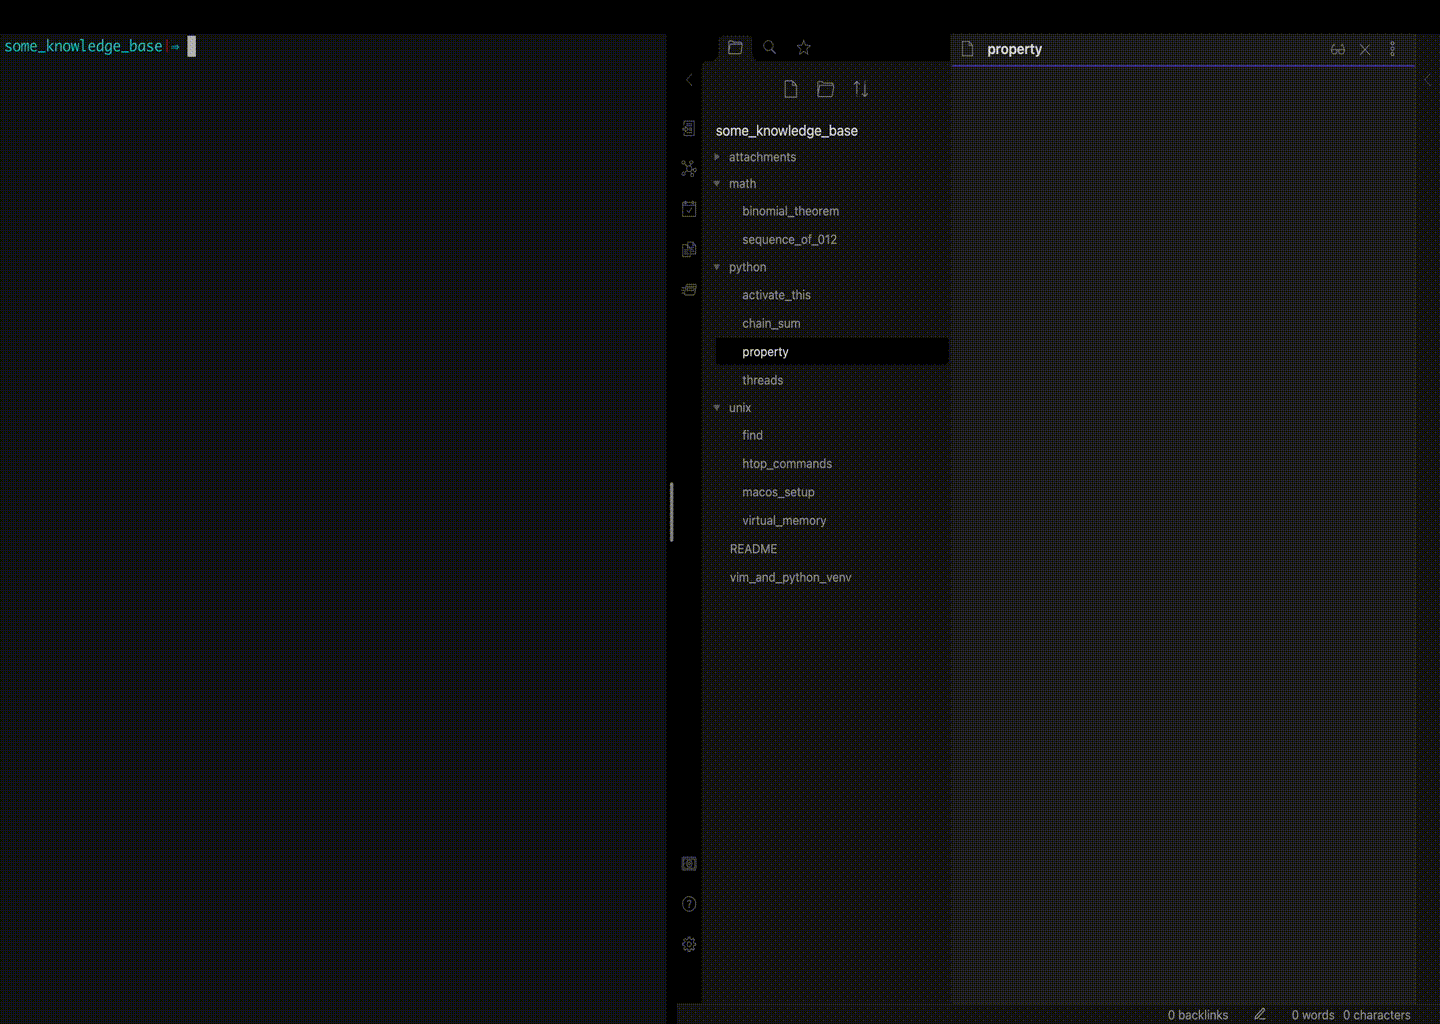 some_knowledge_base ⇒
property
some_knowledge_base
attachments
math
binomial_theorem
sequence_of_012
python
activate_this
chain_sum
property
threads
unix
find
htop_commands
macos_setup
virtual_memory
README
vim_and_python_venv
0 backlinks 0 words 0 characters